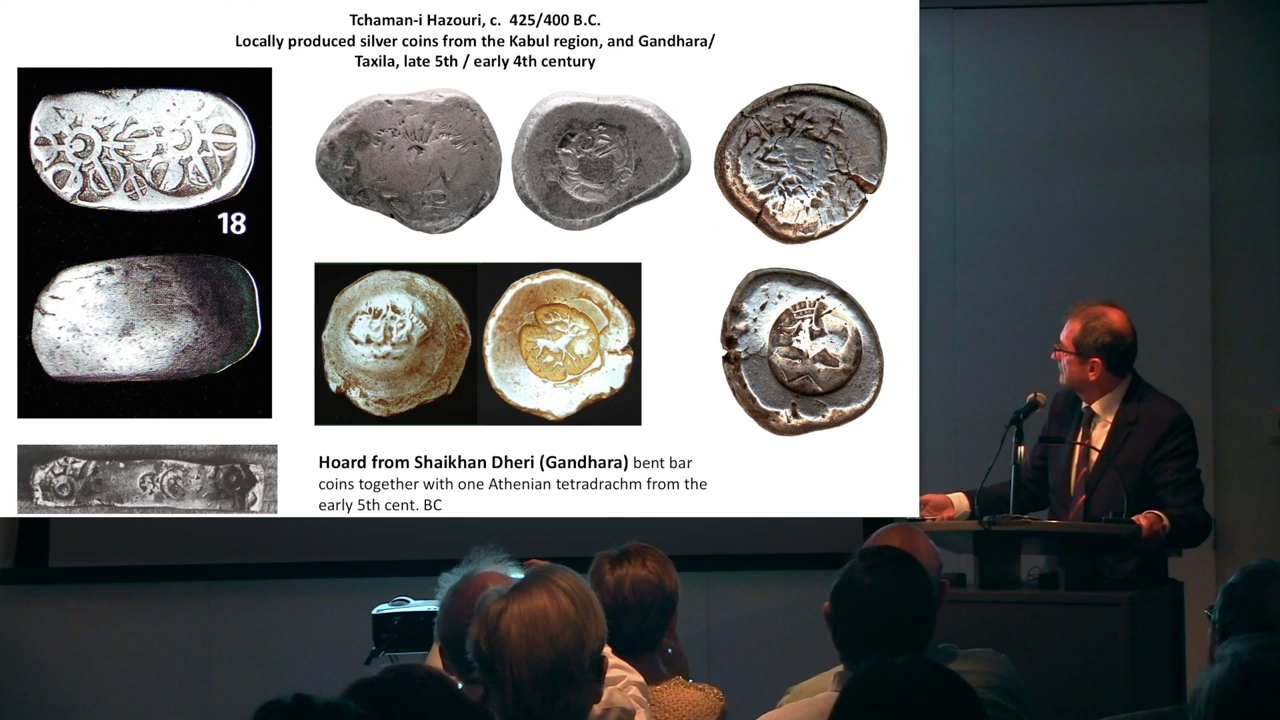 Tchaman-i Hazouri, c. 425/400 B.C.
Locally produced silver coins from the Kabul region, and Gandhara/
Taxila, late 5th / early 4th century
18
Hoard from Shaikhan Dheri (Gandhara) bent bar
coins together with one Athenian tetradrachm from the
early 5th cent. BC